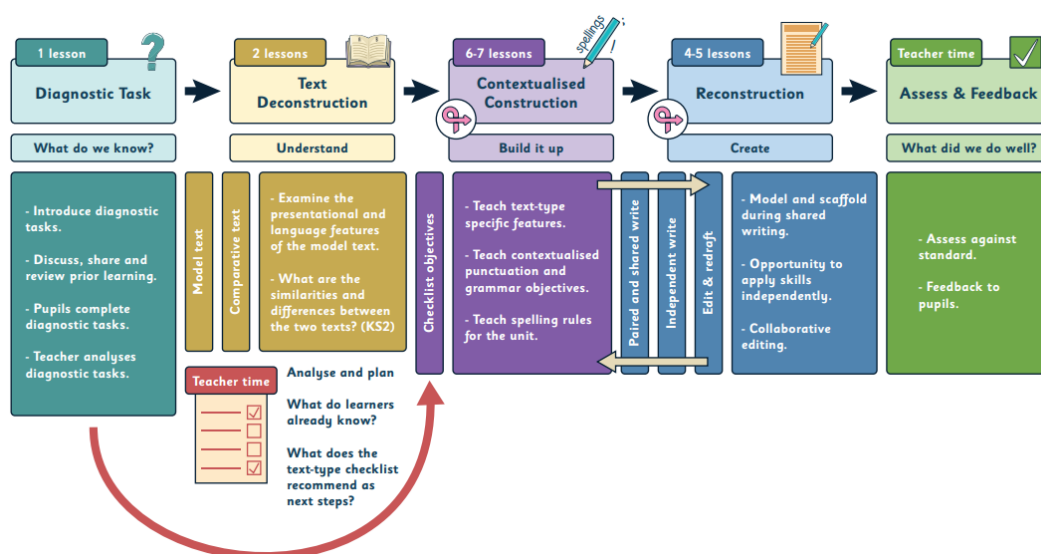 1 lesson
Diagnostic Task
What do we know?
- Introduce diagnostic
tasks.
- Discuss, share and
review prior learning.
- Pupils complete
diagnostic tasks.
- Teacher analyses
diagnostic tasks.
2 lessons
Text
Deconstruction
Understand
Model text
Comparative text
- Examine the
presentational and
language features
of the model text.
- What are the
similarities and
differences between
the two texts? (KS2)
Teacher time
Analyse and plan
What do learners
already know?
What does the
text-type checklist
recommend as
next steps?
6-7 lessons
spellings ; !
Contextualised
Construction
Build it up
Checklist objectives
- Teach text-type
specific features.
- Teach contextualised
punctuation and
grammar objectives.
- Teach spelling rules
for the unit.
4-5 lessons
Reconstruction
Create
Paired and shared write
Independent write
Edit & redraft
- Model and scaffold
during shared
writing.
- Opportunity to
apply skills
independently.
- Collaborative
editing.
Teacher time
Assess & Feedback
What did we do well?
- Assess against
standard.
- Feedback to
pupils.